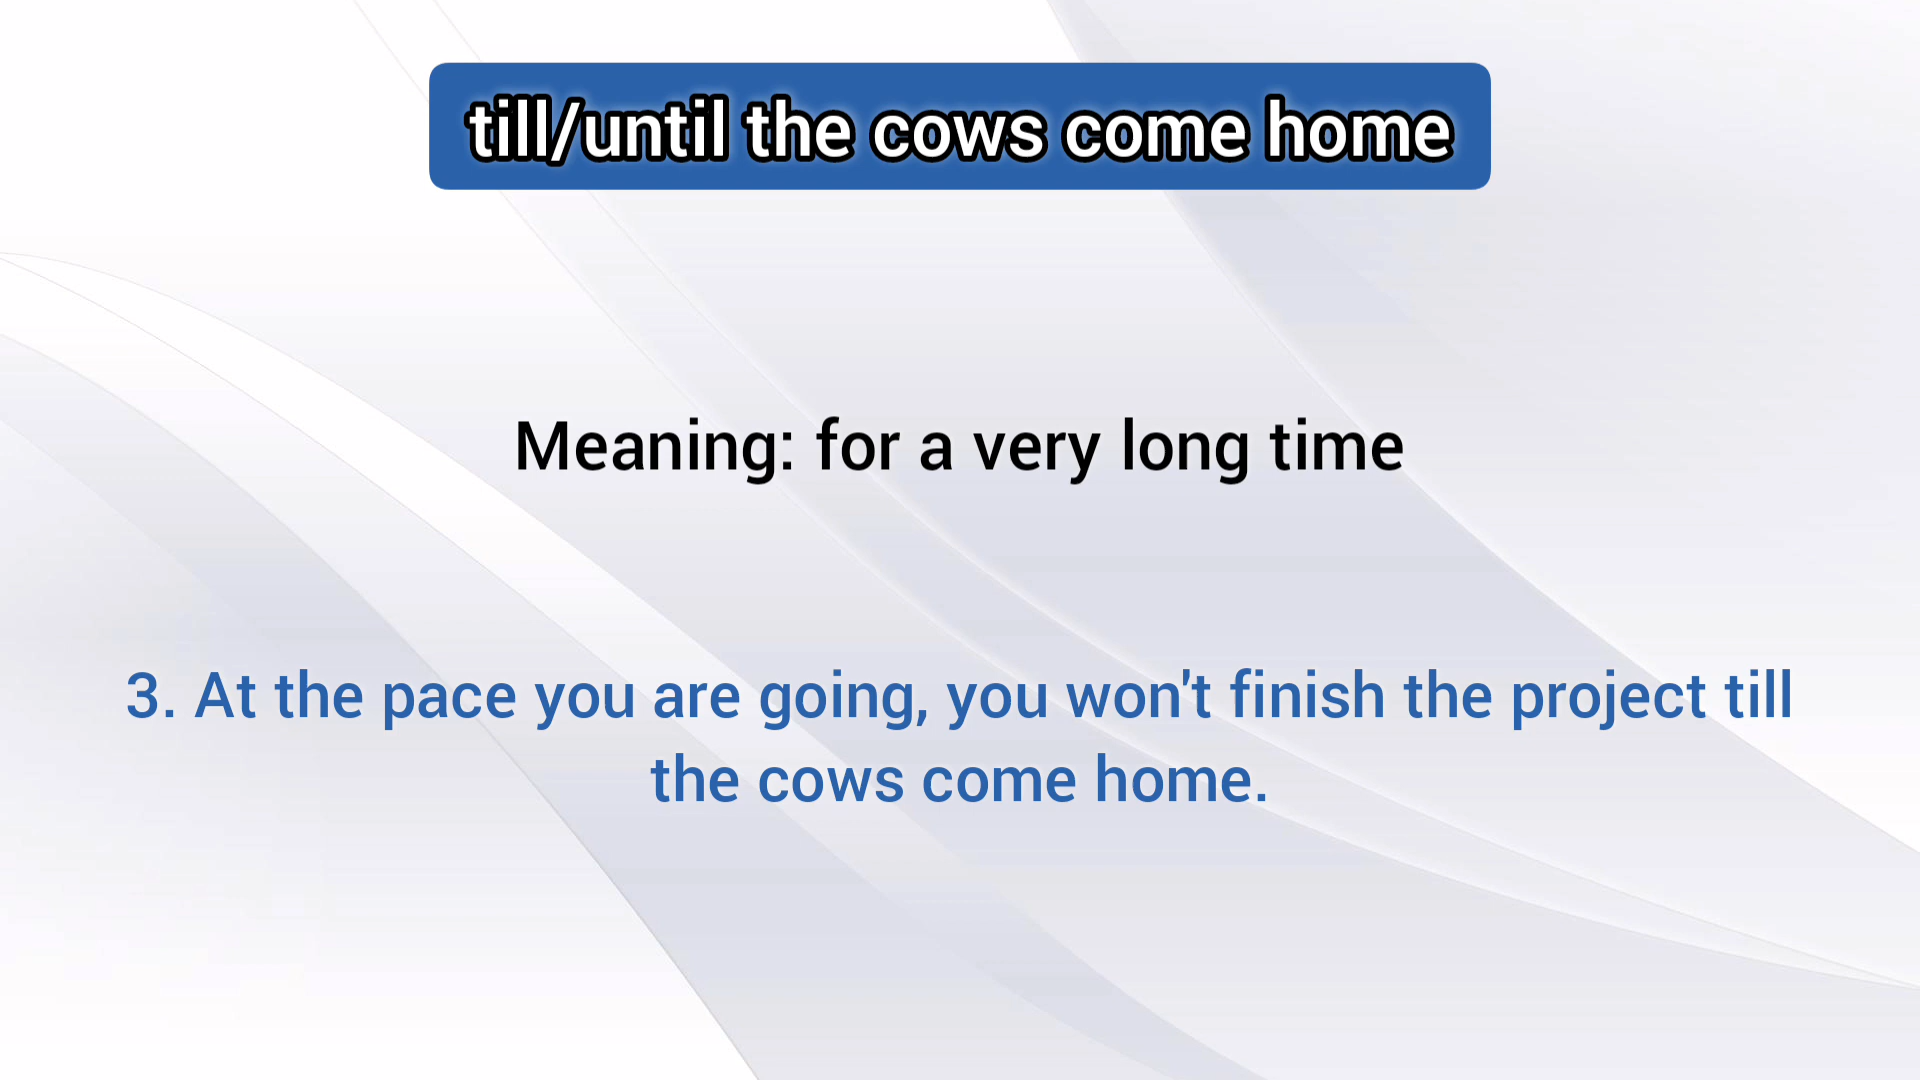 till/until the cows come home
Meaning: for a very long time
3. At the pace you are going, you won't finish the project till
the cows come home.